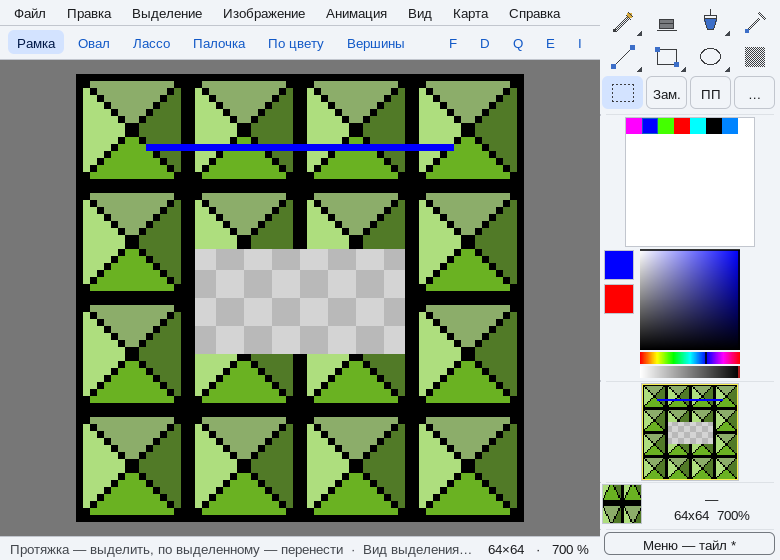 Файл Правка Выделение Изображение Анимация Вид Карта Справка
Рамка Овал Лассо Палочка По цвету Вершины F D Q E I
Зам. ПП ...
—
64x64 700%
Протяжка — выделить, по выделенному — перенести · Вид выделения… 64×64 · 700 %
Меню — тайл *